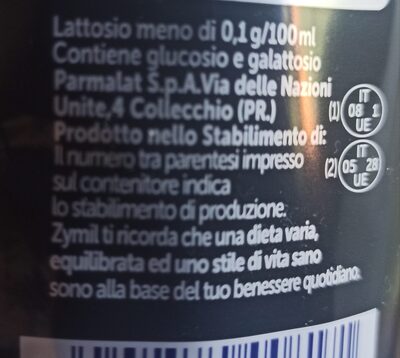 Lattosio meno di 0,1 g/100 ml
Contiene glucosio e galattosio
Parmalat S.p.A. Via delle Nazioni
Unite, 4 Collecchio (PR.)
Prodotto nello Stabilimento di:
Il numero tra parentesi impresso
sul contenitore indica
lo stabilimento di produzione.
Zymil ti ricorda che una dieta varia,
equilibrata ed uno stile di vita sano
sono alla base del tuo benessere quotidiano.
(1) IT
08 1
UE
(2) IT
05 28
UE